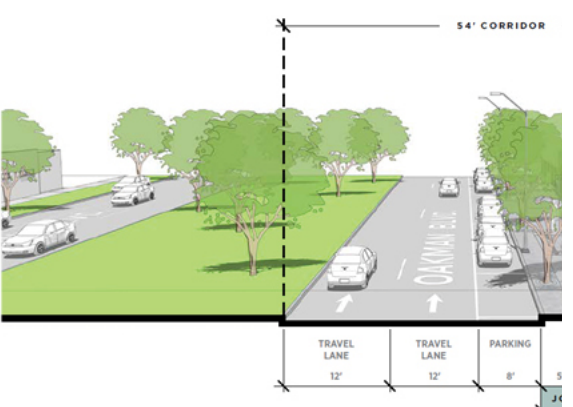 54' CORRIDOR
OAKMAN BLVD
TRAVEL
LANE
12'
TRAVEL
LANE
12'
PARKING
8'